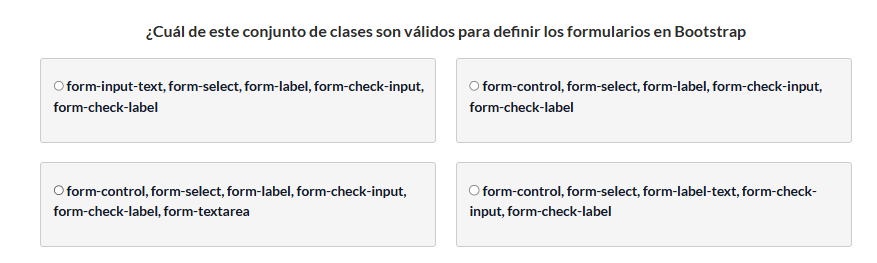 ¿Cuál de este conjunto de clases son válidos para definir los formularios en Bootstrap
form-input-text, form-select, form-label, form-check-input,
form-check-label
form-control, form-select, form-label, form-check-input,
form-check-label
form-control, form-select, form-label, form-check-input,
form-check-label, form-textarea
form-control, form-select, form-label-text, form-check-
input, form-check-label